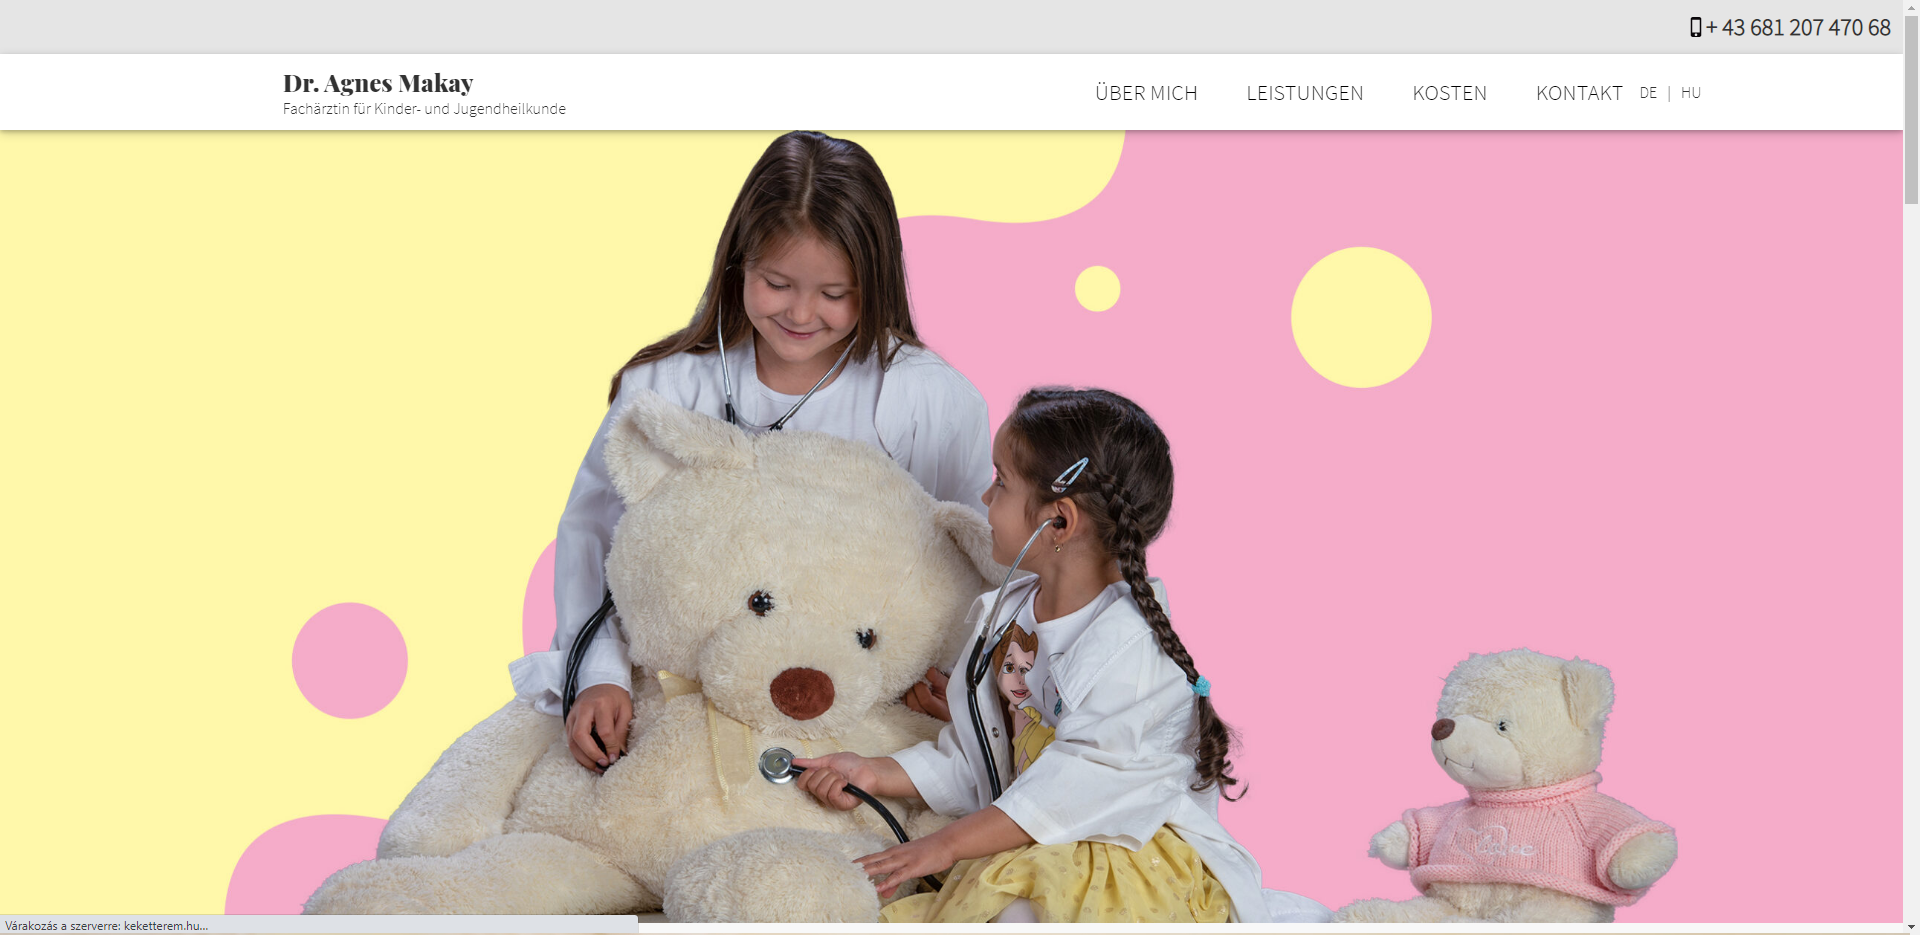 + 43 681 207 470 68
Dr. Agnes Makay
Fachärztin für Kinder- und Jugendheilkunde
ÜBER MICH
LEISTUNGEN
KOSTEN
KONTAKT
DE | HU
Várakozás a szerverre: keketterem.hu...